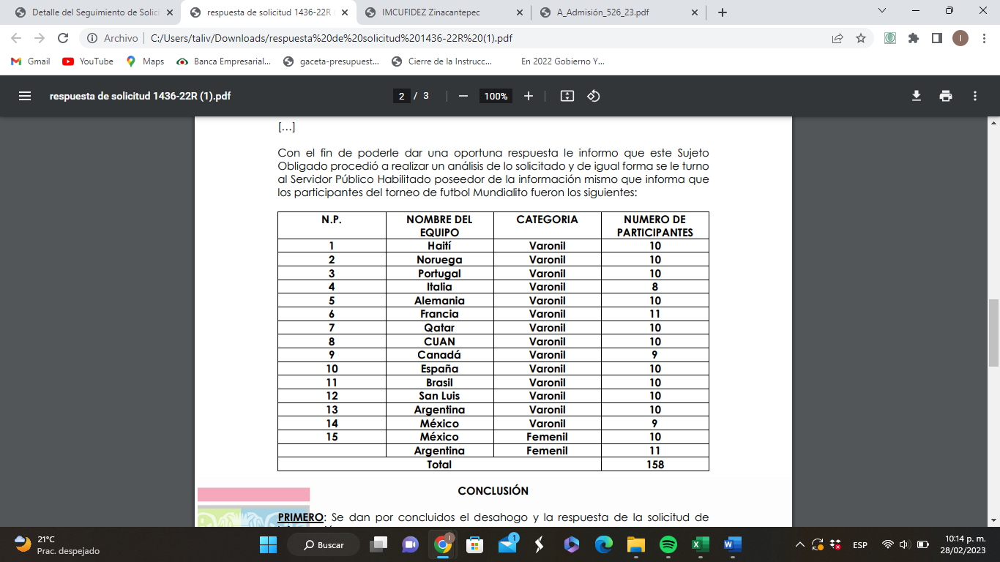 Detalle del Seguimiento de Solici
respuesta de solicitud 1436-22R
IMCUFIDEZ Zinacantepec
A_Admisión_526_23.pdf
Archivo
C:/Users/taliv/Downloads/respuesta%20de%20solicitud%201436-22R%20(1).pdf
I
Gmail
YouTube
Maps
Banca Empresarial...
gaceta-presupuest...
Cierre de la Instrucc...
En 2022 Gobierno Y...
respuesta de solicitud 1436-22R (1).pdf
2 / 3
100%
[...]
Con el fin de poderle dar una oportuna respuesta le informo que este Sujeto
Obligado procedió a realizar un análisis de lo solicitado y de igual forma se le turno
al Servidor Público Habilitado poseedor de la información mismo que informa que
los participantes del torneo de futbol Mundialito fueron los siguientes:
N.P. NOMBRE DEL EQUIPO CATEGORIA NUMERO DE PARTICIPANTES
1 Haití Varonil 10
2 Noruega Varonil 10
3 Portugal Varonil 10
4 Italia Varonil 8
5 Alemania Varonil 10
6 Francia Varonil 11
7 Qatar Varonil 10
8 CUAN Varonil 10
9 Canadá Varonil 9
10 España Varonil 10
11 Brasil Varonil 10
12 San Luis Varonil 10
13 Argentina Varonil 10
14 México Varonil 9
15 México Femenil 10
Argentina Femenil 11
Total 158
CONCLUSIÓN
PRIMERO: Se dan por concluidos el desahogo y la respuesta de la solicitud de
21°C
Prac. despejado
Buscar
1
ESP
10:14 p. m.
28/02/2023